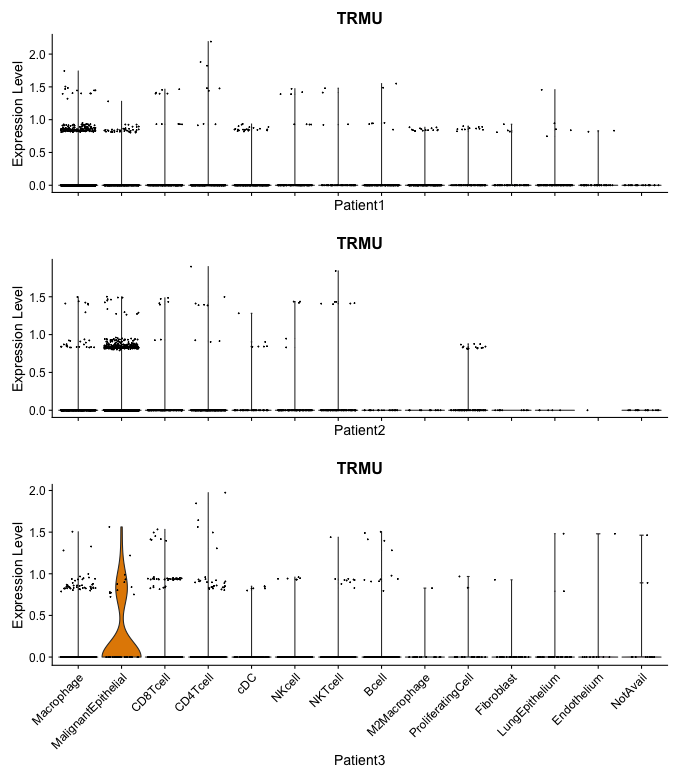 TRMU
Expression Level
2.0
1.5
1.0
0.5
0.0
Patient1
TRMU
Expression Level
1.5
1.0
0.5
0.0
Patient2
TRMU
Expression Level
2.0
1.5
1.0
0.5
0.0
Macrophage
MalignantEpithelial
CD8Tcell
CD4Tcell
cDC
NKcell
NKTcell
Bcell
M2Macrophage
ProliferatingCell
Fibroblast
LungEpithelium
Endothelium
NotAvail
Patient3